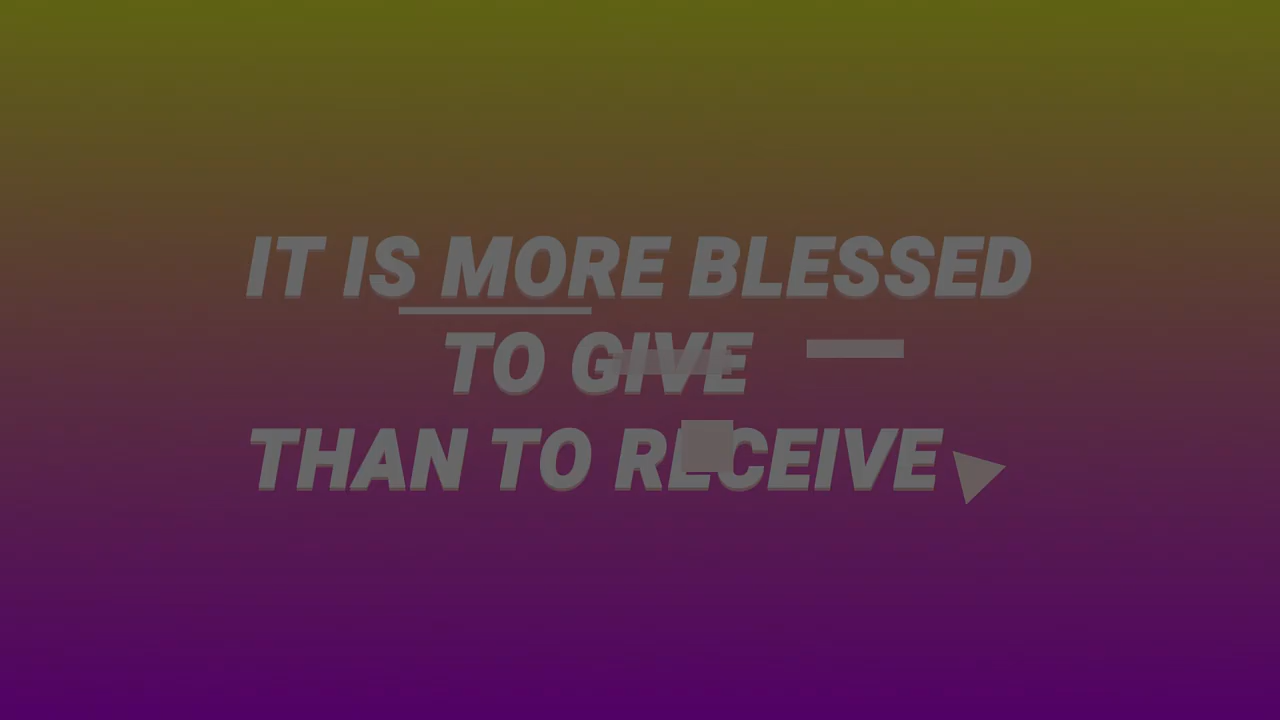 IT IS MORE BLESSED
TO GIVE
THAN TO RECEIVE